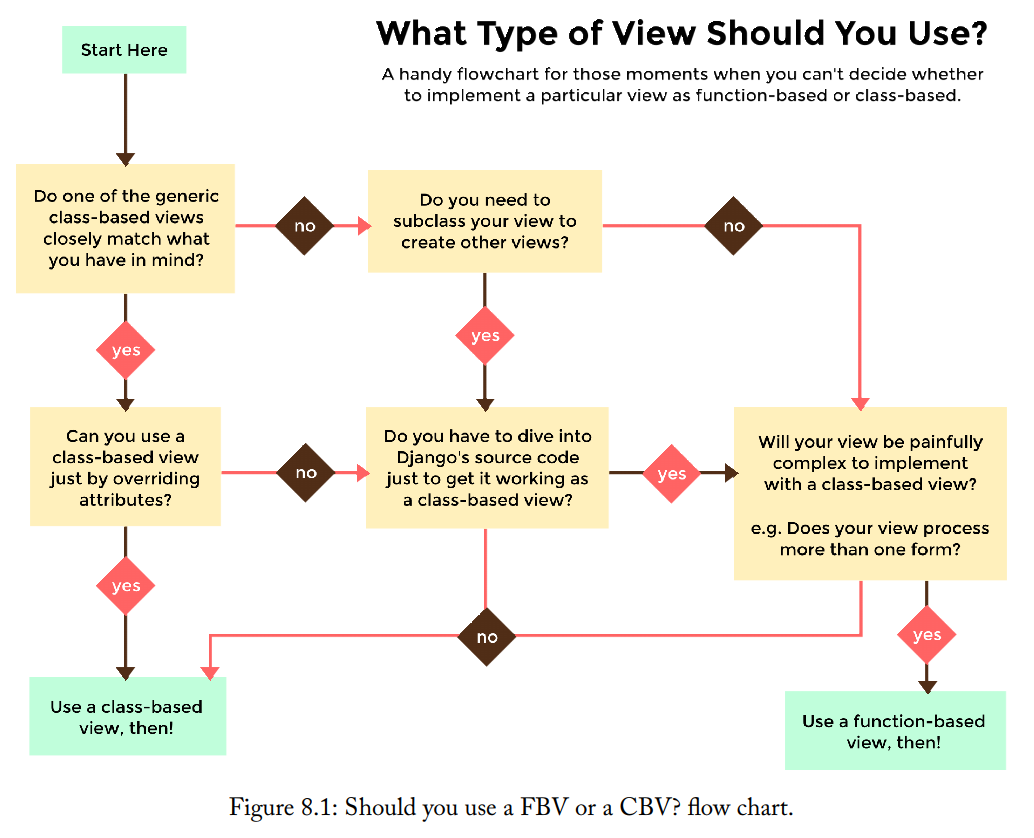 Start Here
What Type of View Should You Use?
A handy flowchart for those moments when you can't decide whether
to implement a particular view as function-based or class-based.
Do one of the generic
class-based views
closely match what
you have in mind?
no
Do you need to
subclass your view to
create other views?
no
yes
yes
Can you use a
class-based view
just by overriding
attributes?
no
Do you have to dive into
Django's source code
just to get it working as
a class-based view?
yes
Will your view be painfully
complex to implement
with a class-based view?
e.g. Does your view process
more than one form?
yes
no
yes
Use a class-based
view, then!
Use a function-based
view, then!
Figure 8.1: Should you use a FBV or a CBV? flow chart.